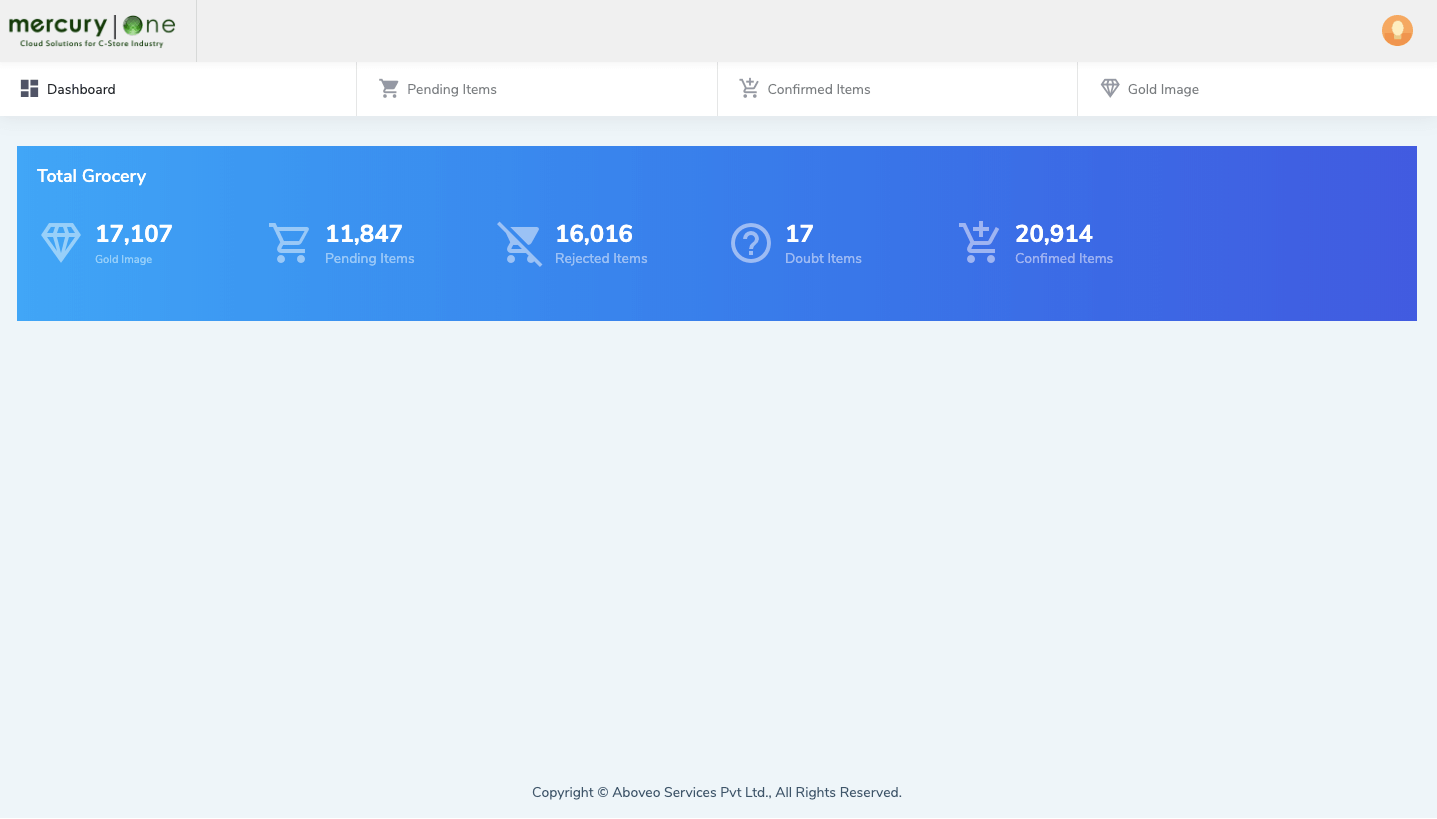 mercury|One
Cloud Solutions for C-Store Industry
Dashboard
Pending Items
Confirmed Items
Gold Image
Total Grocery
17,107
Gold Image
11,847
Pending Items
16,016
Rejected Items
17
Doubt Items
20,914
Confimed Items
Copyright © Aboveo Services Pvt Ltd., All Rights Reserved.